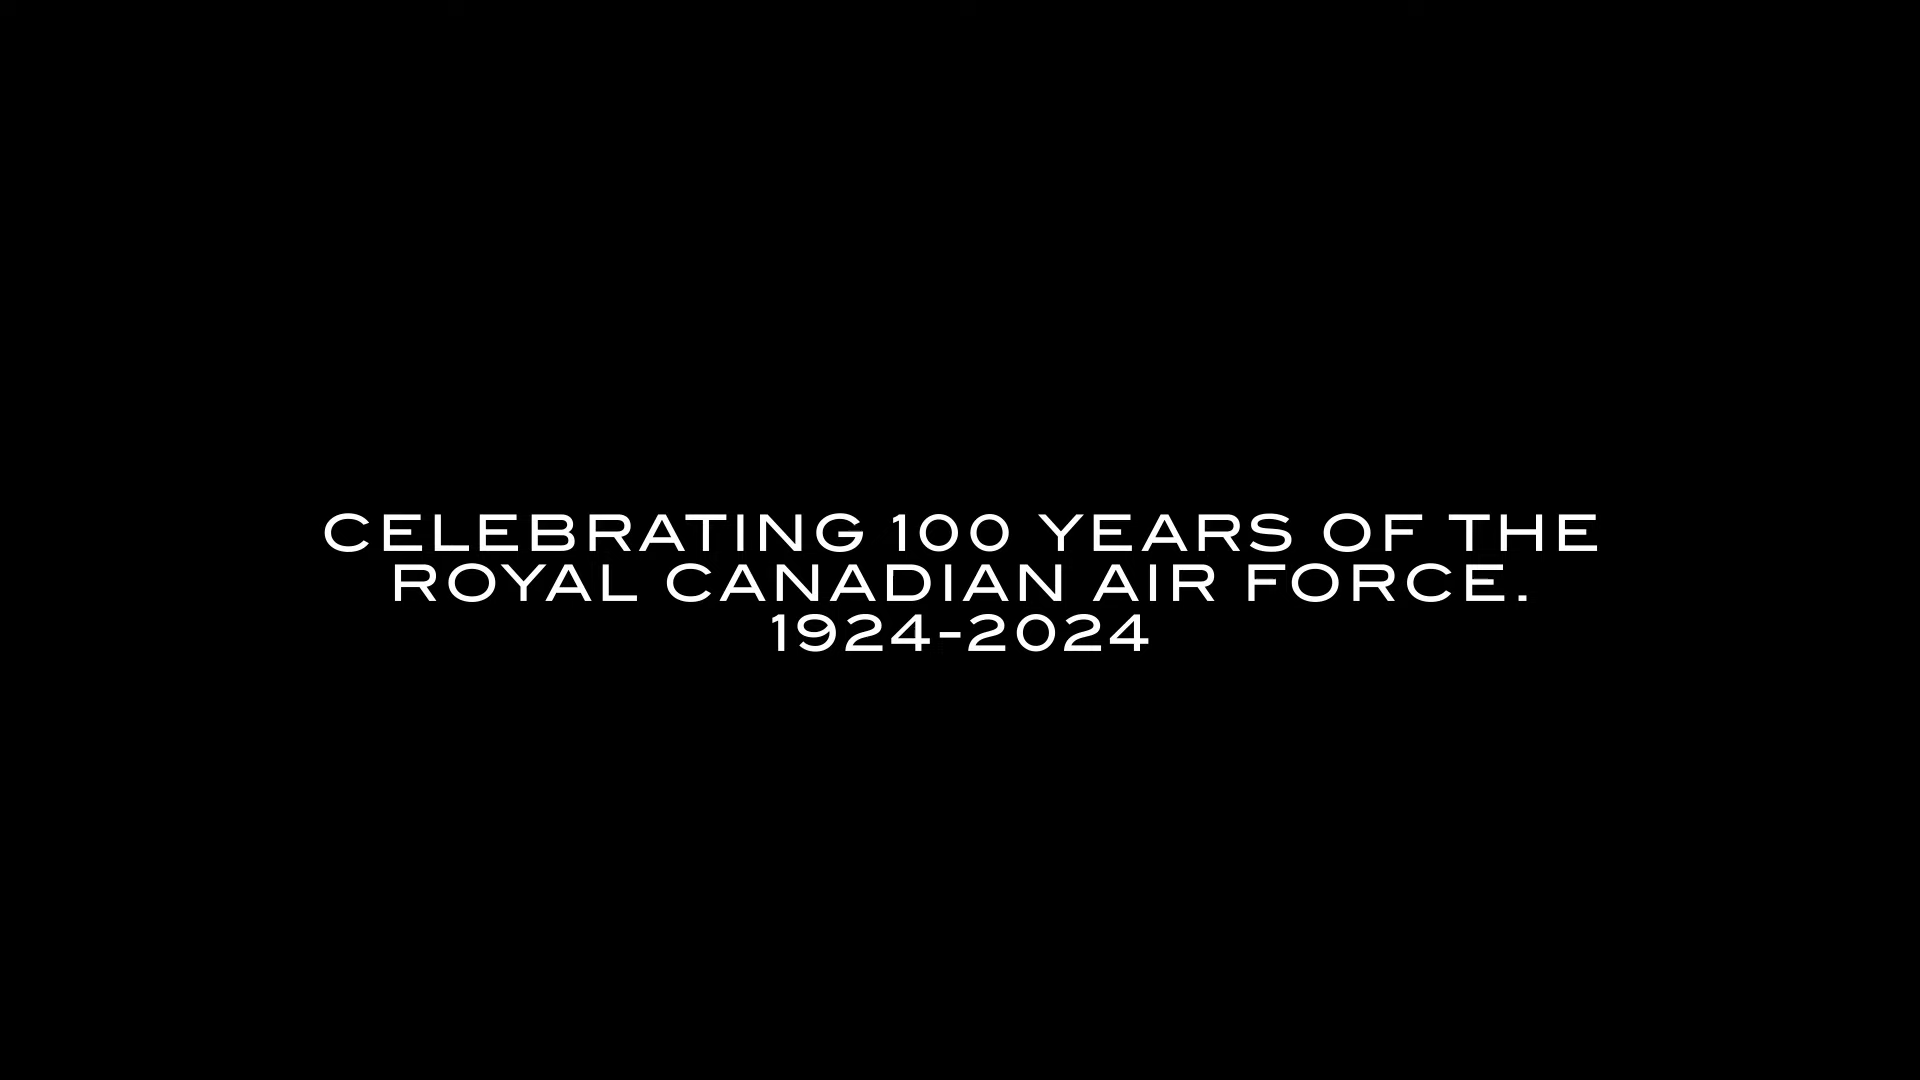 CELEBRATING 100 YEARS OF THE
ROYAL CANADIAN AIR FORCE.
1924-2024